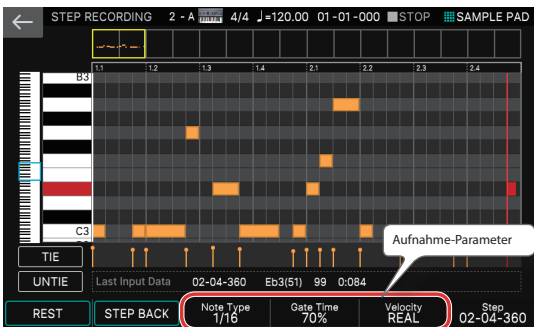 STEP RECORDING 2 - A 4/4 ♩=120.00 01-01-000 STOP SAMPLE PAD
1.1 1.2 1.3 1.4 2.1 2.2 2.3 2.4
B3
C3
Aufnahme-Parameter
TIE
UNTIE Last Input Data 02-04-360 Eb3(51) 99 0:084
REST STEP BACK Note Type Gate Time Velocity Step
1/16 70% REAL 02-04-360